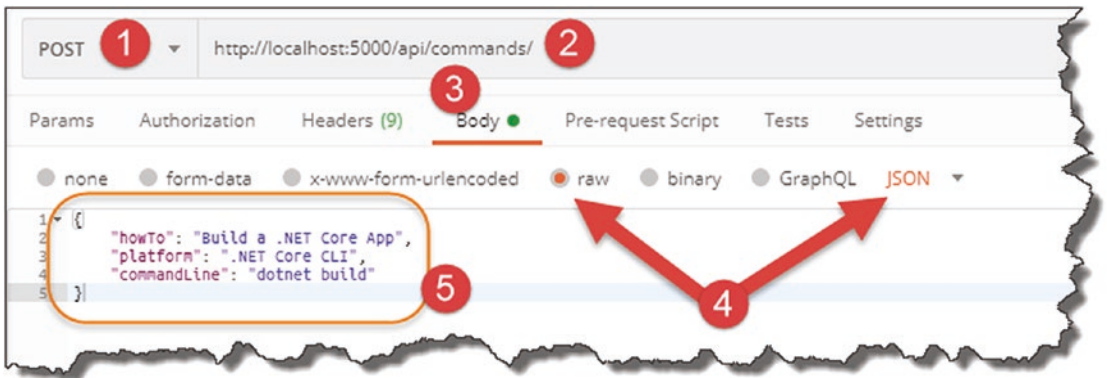 POST 1 http://localhost:5000/api/commands/ 2
3
Params Authorization Headers (9) Body Pre-request Script Tests Settings
none form-data x-www-form-urlencoded raw binary GraphQL JSON
1 {
2 "howTo": "Build a .NET Core App",
3 "platform": ".NET Core CLI",
4 "commandLine": "dotnet build"
5 }
5
4